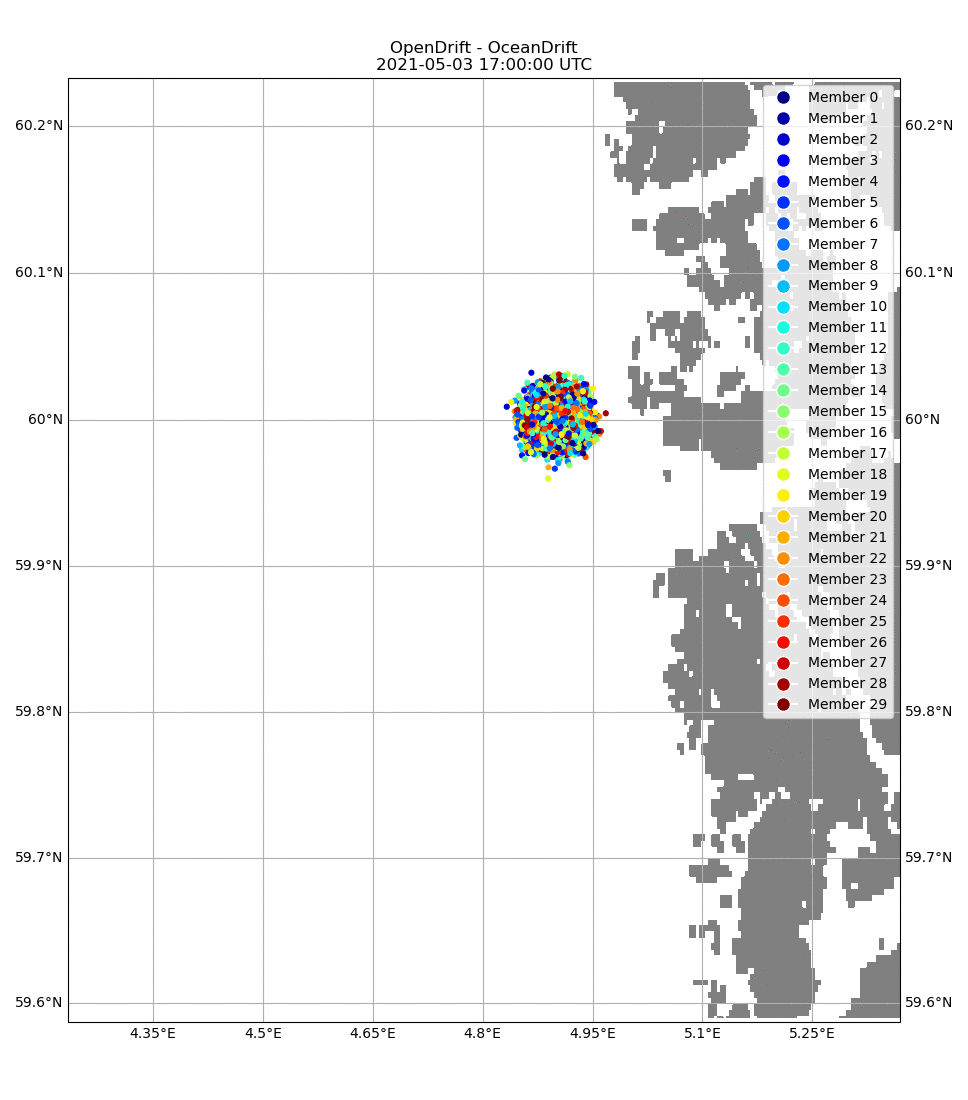 OpenDrift - OceanDrift
2021-05-03 17:00:00 UTC
Member 0
Member 1
Member 2
Member 3
Member 4
Member 5
Member 6
Member 7
Member 8
Member 9
Member 10
Member 11
Member 12
Member 13
Member 14
Member 15
Member 16
Member 17
Member 18
Member 19
Member 20
Member 21
Member 22
Member 23
Member 24
Member 25
Member 26
Member 27
Member 28
Member 29
60.2°N
60.2°N
60.1°N
60.1°N
60°N
60°N
59.9°N
59.9°N
59.8°N
59.8°N
59.7°N
59.7°N
59.6°N
59.6°N
4.35°E 4.5°E 4.65°E 4.8°E 4.95°E 5.1°E 5.25°E